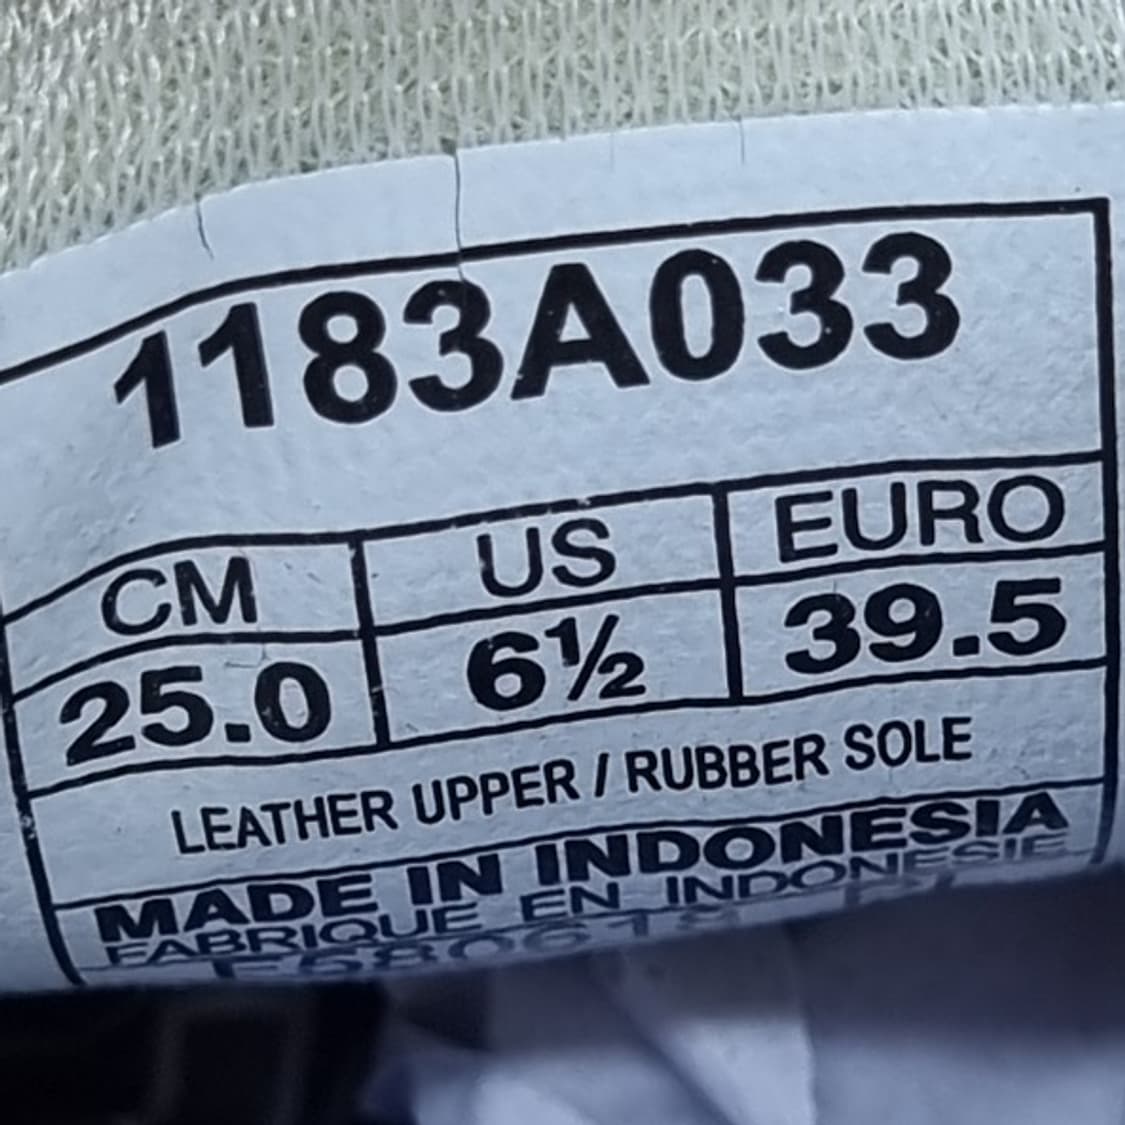 1183A033
CM US EURO
25.0 6½ 39.5
LEATHER UPPER / RUBBER SOLE
MADE IN INDONESIA
FABRIQUE EN INDONESIE